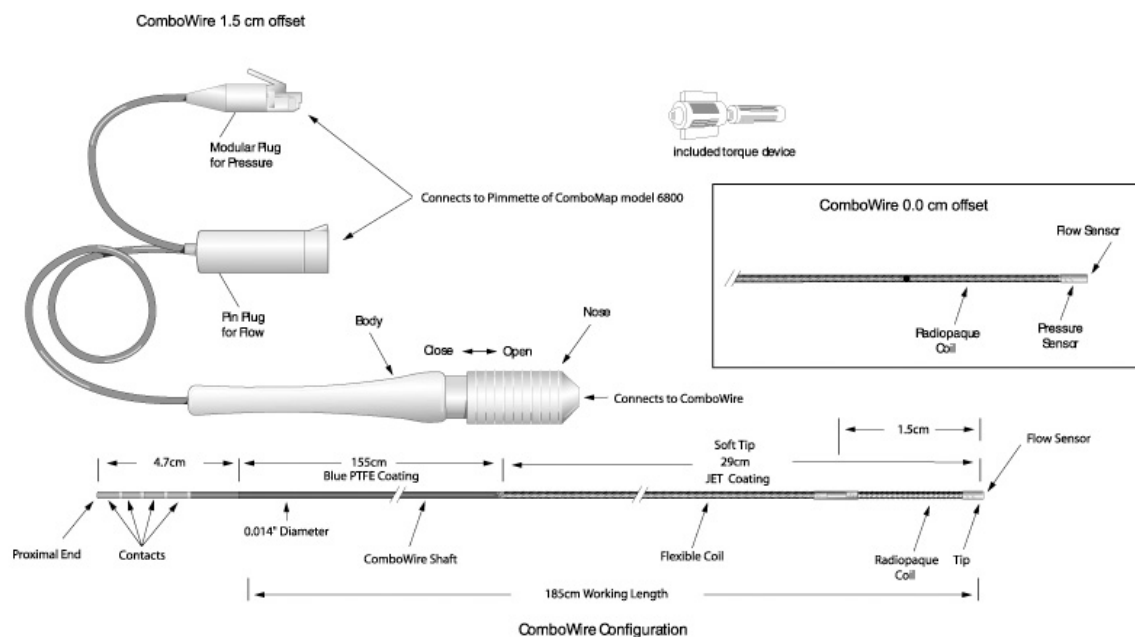 ComboWire 1.5 cm offset
Modular Plug
for Pressure
included torque device
Connects to Pimmette of ComboMap model 6800
ComboWire 0.0 cm offset
Flow Sensor
Radiopaque
Coil
Pressure
Sensor
Pin Plug
for Flow
Body
Nose
Close
Open
Connects to ComboWire
4.7cm
155cm
Blue PTFE Coating
Soft Tip
29cm
JET Coating
1.5cm
Flow Sensor
0.014" Diameter
Proximal End
Contacts
ComboWire Shaft
Flexible Coil
Radiopaque
Coil
Tip
185cm Working Length
ComboWire Configuration